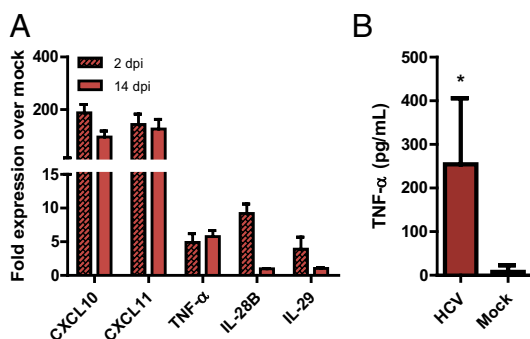 A
Fold expression over mock
400
200
15
10
5
0
2 dpi
14 dpi
CXCL10
CXCL11
TNF-α
IL-28B
IL-29
B
TNF-α (pg/mL)
500
400
300
200
100
0
*
HCV
Mock